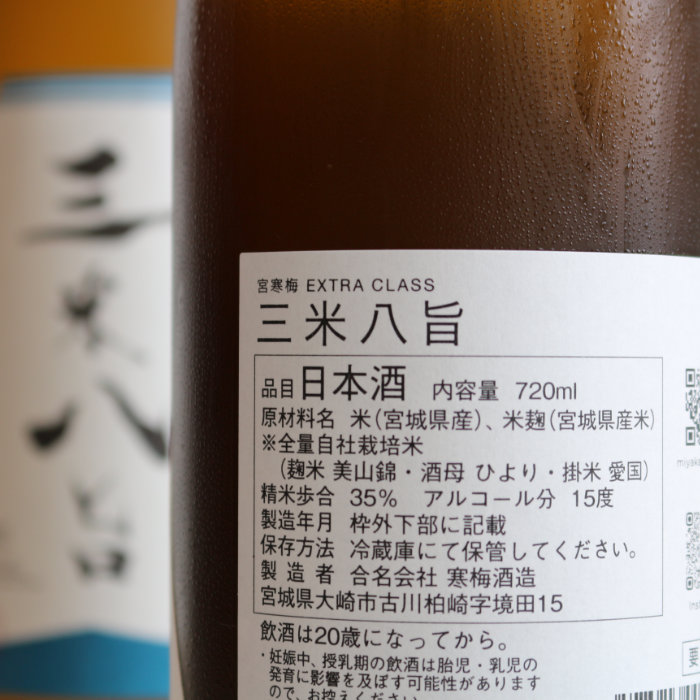 三米八旨
宮寒梅 EXTRA CLASS
三米八旨
品目 日本酒 内容量 720ml
原材料名 米(宮城県産)、米麹(宮城県産米)
※全量自社栽培米
(麹米 美山錦・酒母 ひより・掛米 愛国)
精米歩合 35% アルコール分 15度
製造年月 枠外下部に記載
保存方法 冷蔵庫にて保管してください。
製造者 合名会社 寒梅酒造
宮城県大崎市古川柏崎字境田15
飲酒は20歳になってから。
・妊娠中、授乳期の飲酒は胎児・乳児の
発育に影響を及ぼす可能性があります
ので、お控えください
miyaka
ins
要